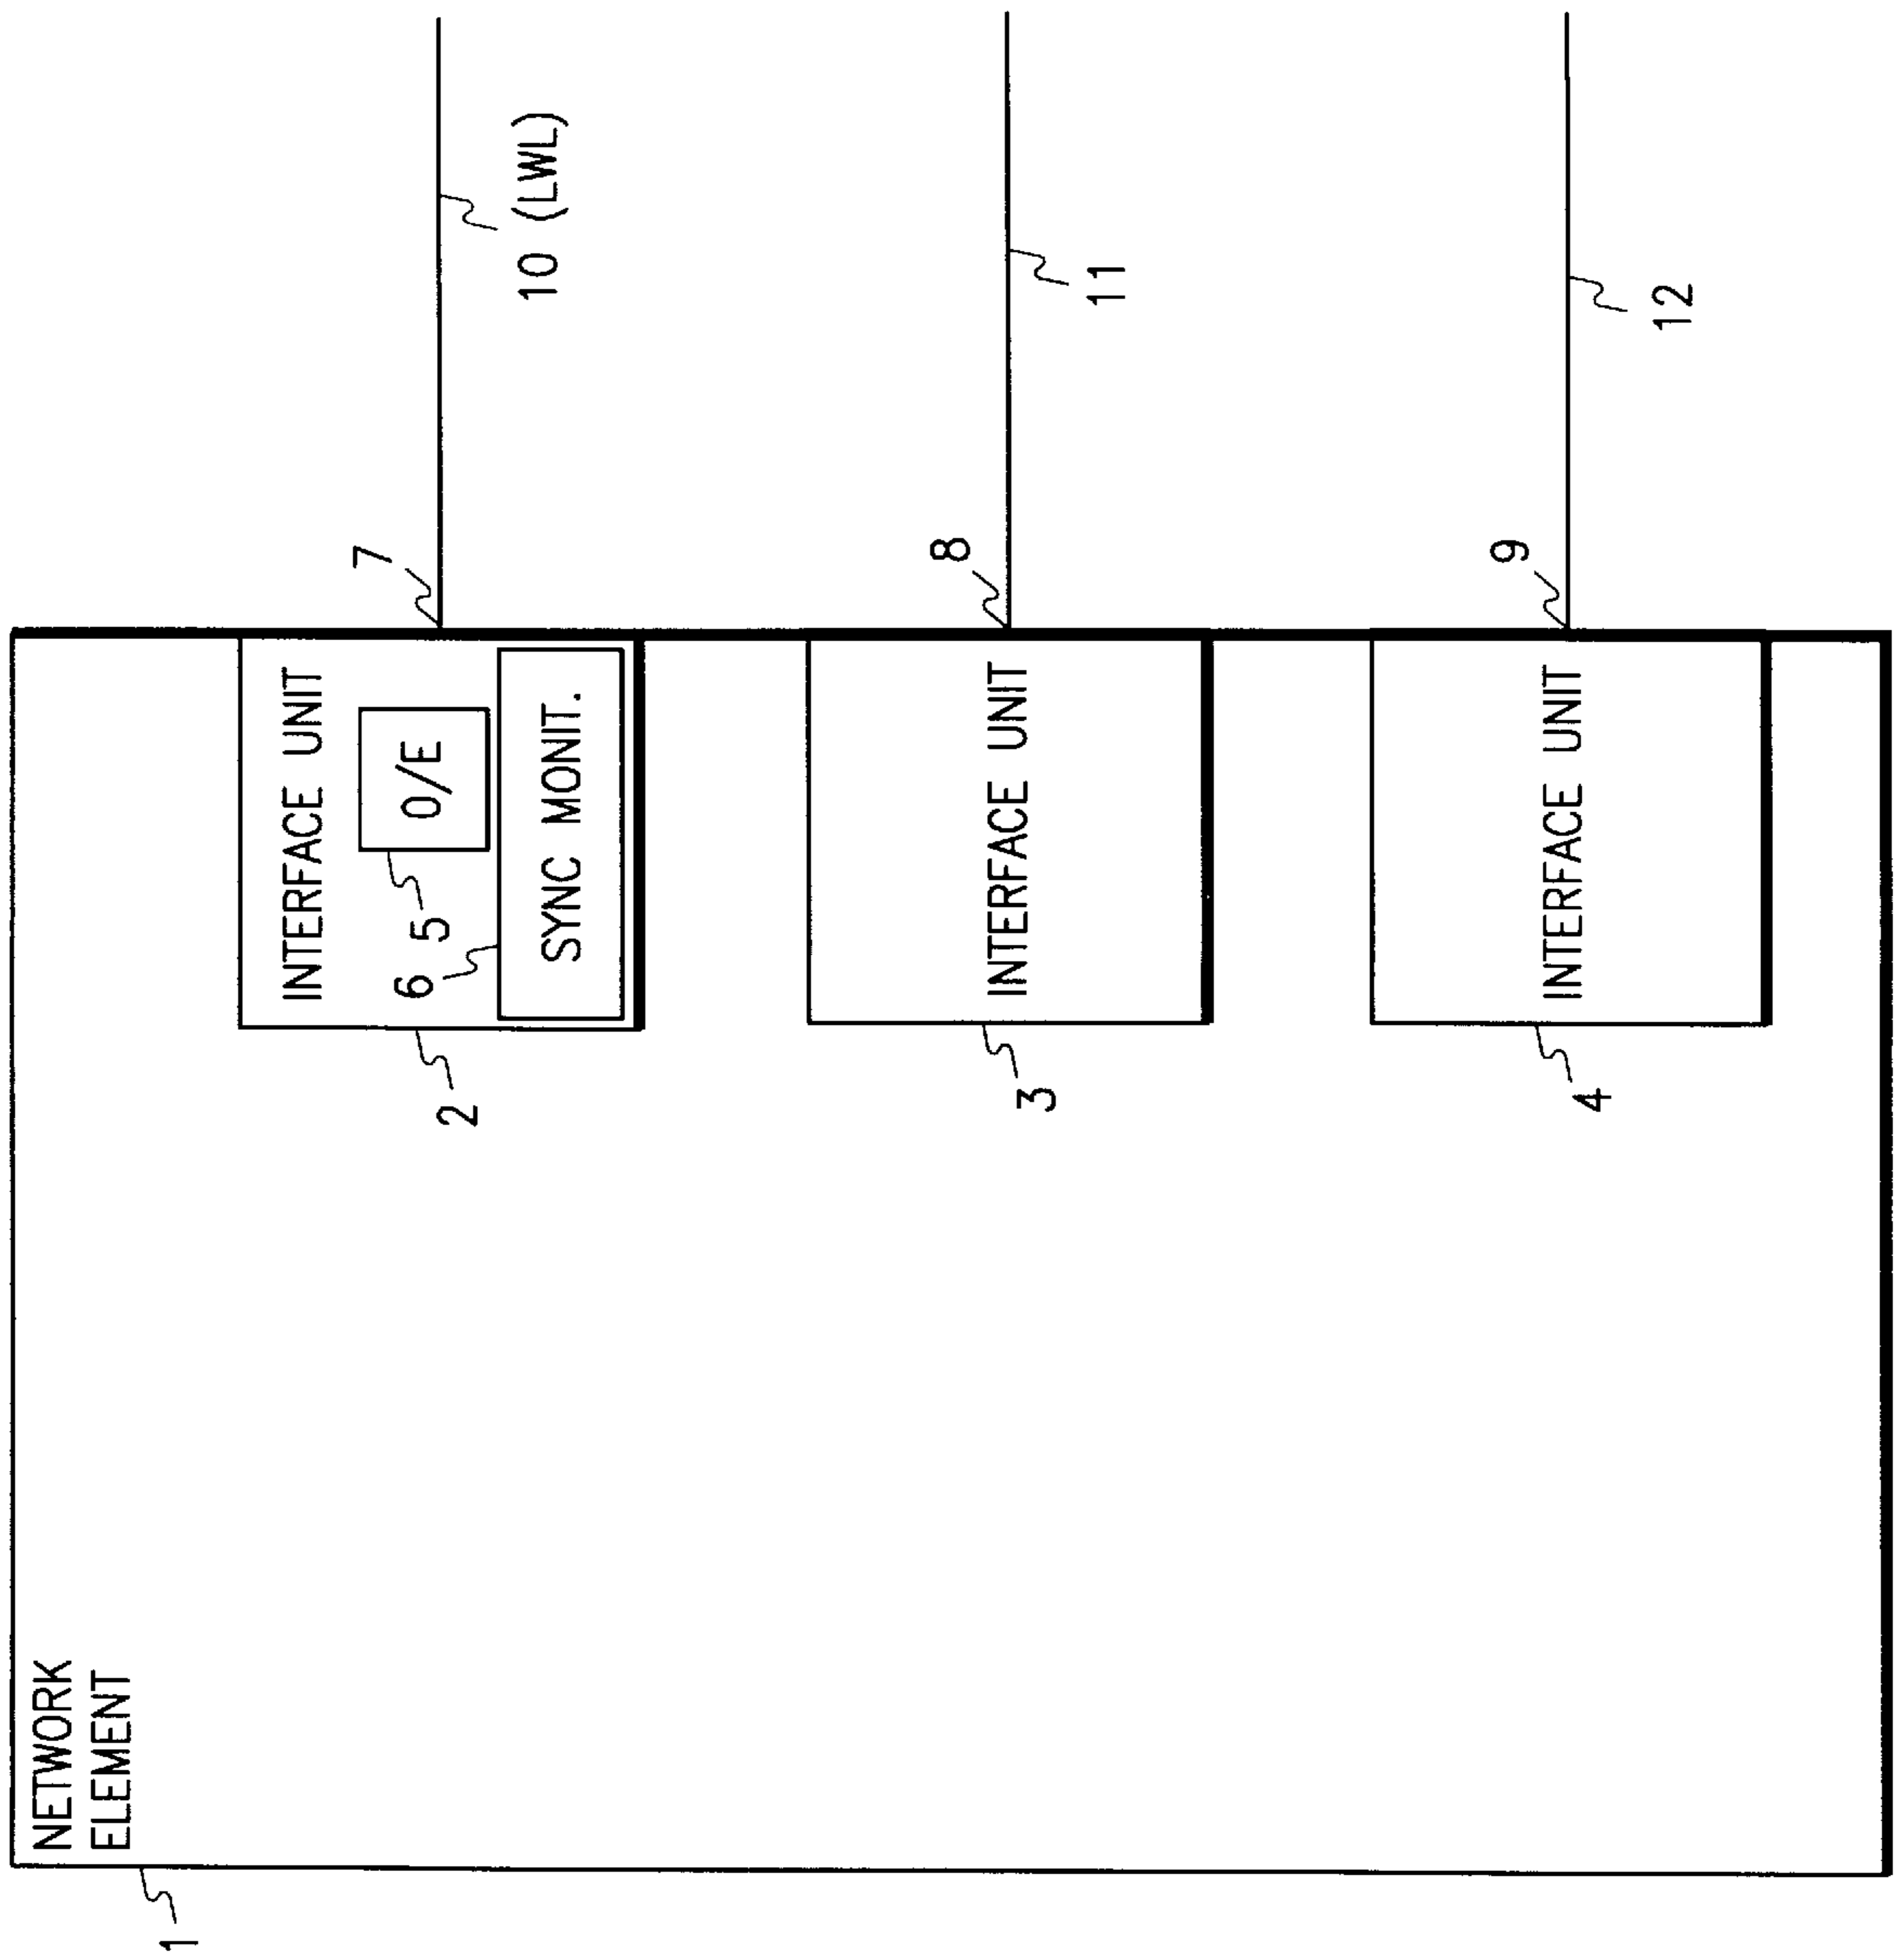 NETWORK
ELEMENT
1
INTERFACE UNIT
O/E
5
6
SYNC MONIT.
2
7
10 (LWL)
INTERFACE UNIT
3
8
11
INTERFACE UNIT
4
9
12